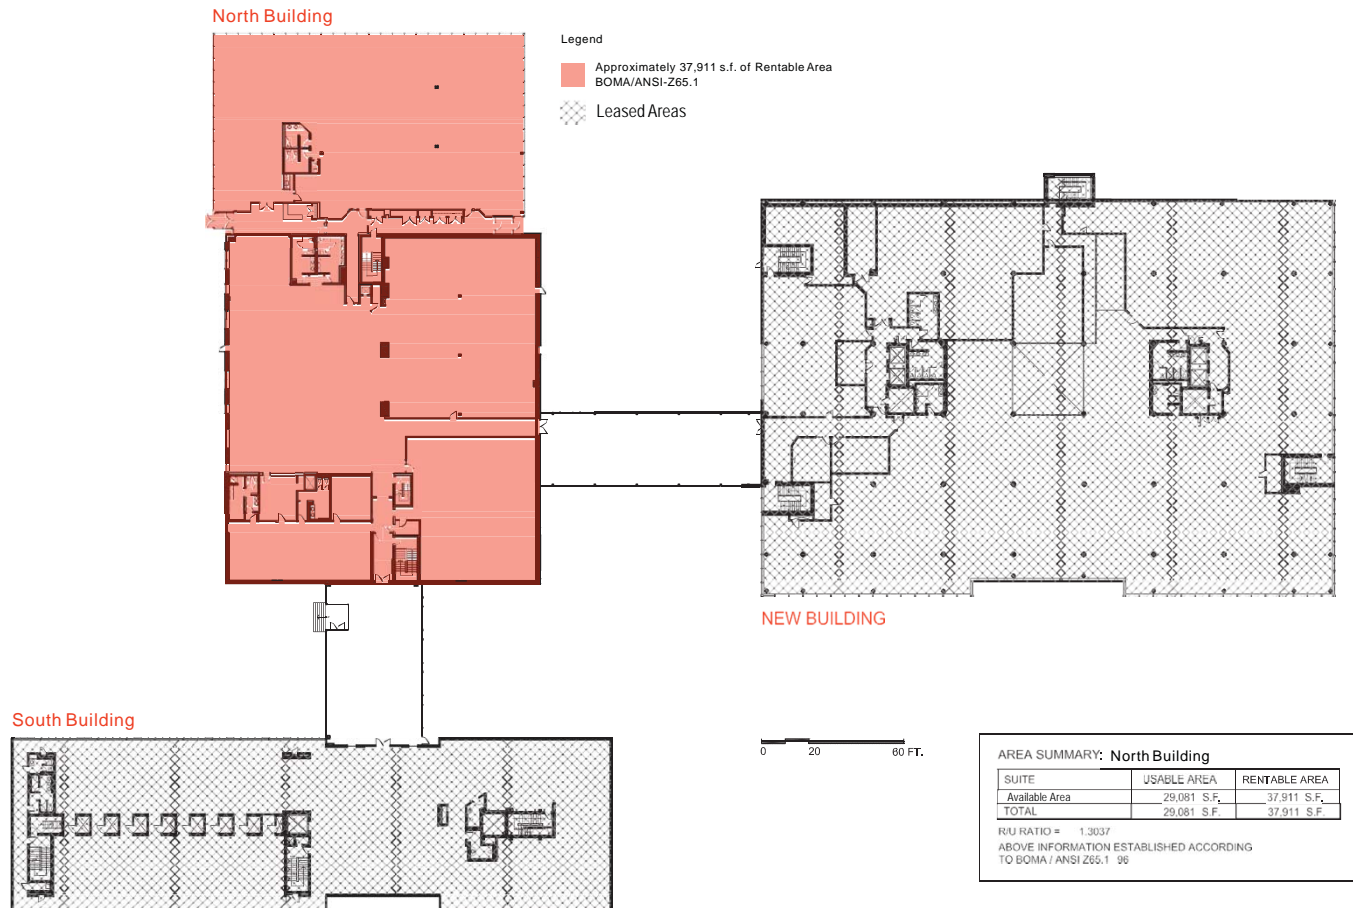 North Building
Legend
Approximately 37,911 s.f. of Rentable Area
BOMA/ANSI-Z65.1
Leased Areas
NEW BUILDING
South Building
0 20 60 FT.
AREA SUMMARY: North Building
SUITE USABLE AREA RENTABLE AREA
Available Area 29,081 S.F. 37,911 S.F.
TOTAL 29,081 S.F. 37,911 S.F.
R/U RATIO = 1.3037
ABOVE INFORMATION ESTABLISHED ACCORDING
TO BOMA / ANSI Z65.1 96